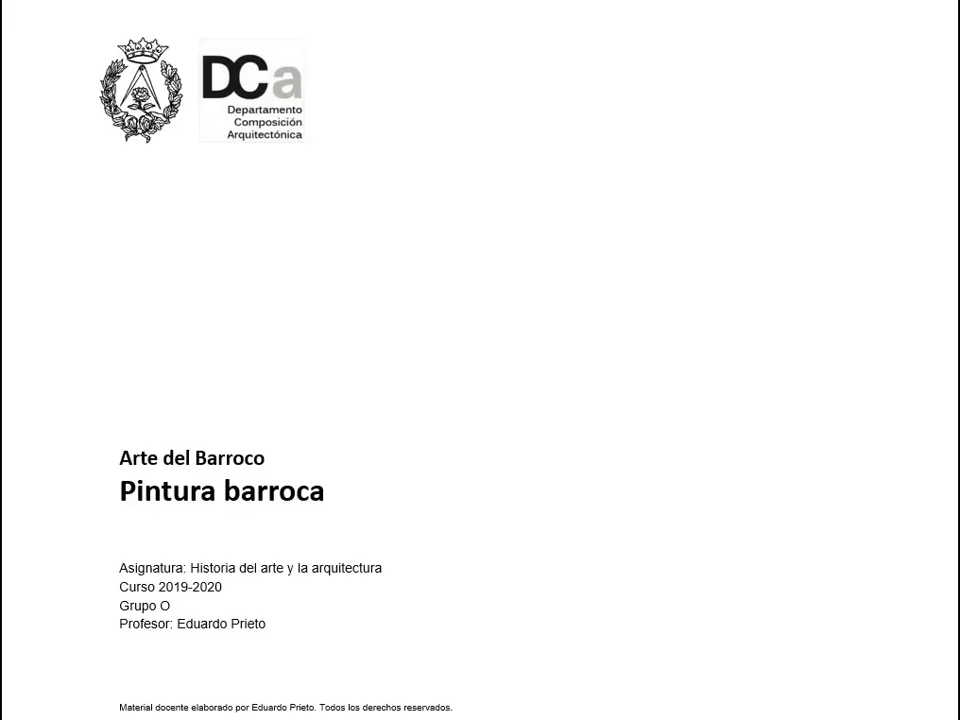 DCa
Departamento
Composición
Arquitectónica
Arte del Barroco
Pintura barroca
Asignatura: Historia del arte y la arquitectura
Curso 2019-2020
Grupo O
Profesor: Eduardo Prieto
Material docente elaborado por Eduardo Prieto. Todos los derechos reservados.